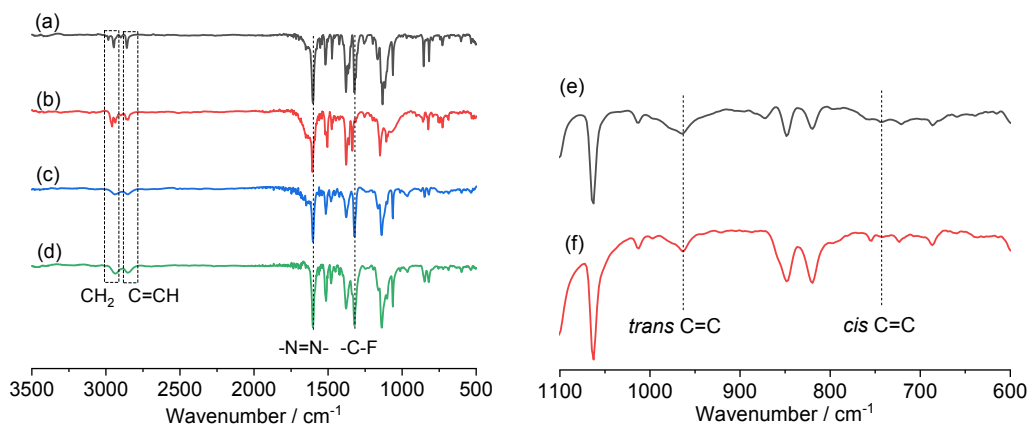 (a)
(b)
(c)
(d)
CH₂ C=CH
-N=N- -C-F
3500 3000 2500 2000 1500 1000 500
Wavenumber / cm⁻¹
(e)
(f)
trans C=C
cis C=C
1100 1000 900 800 700 600
Wavenumber / cm⁻¹